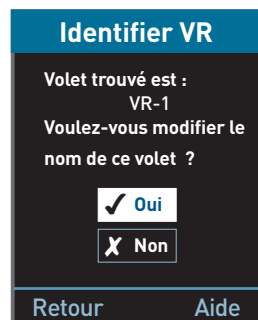 Identifier VR
Volet trouvé est :
VR-1
Voulez-vous modifier le
nom de ce volet ?
✓ Oui
✗ Non
Retour Aide